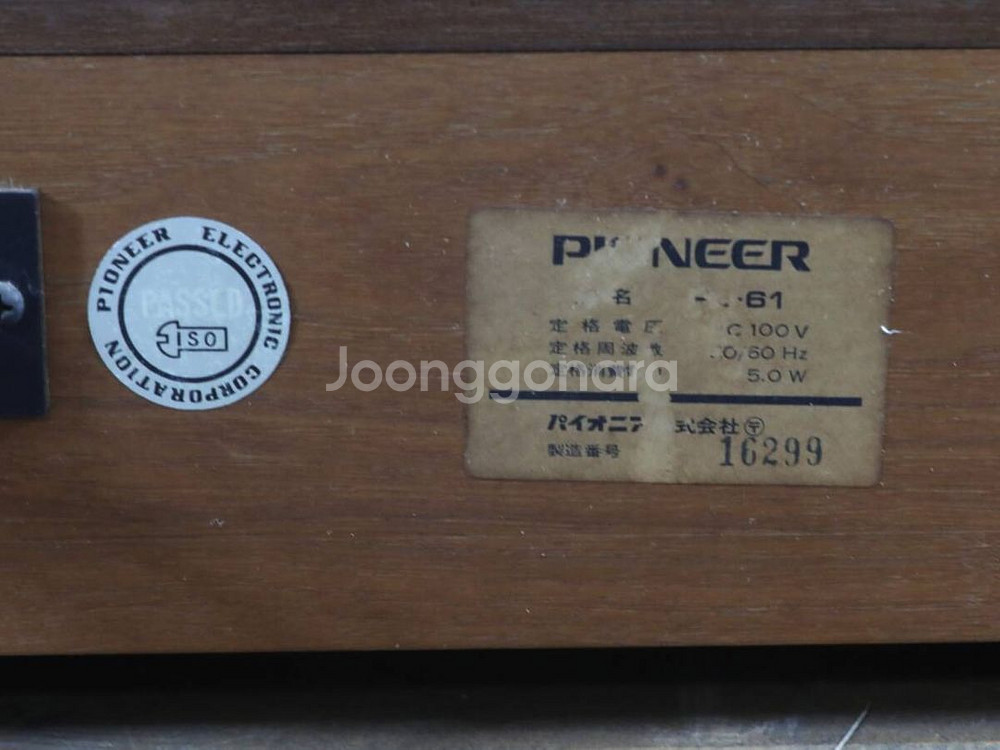 PIONEER ELECTRONIC CORPORATION
PASSED
ISO
PIONEER
名 61
定格電圧 C 100V
定格周波数 0/60 Hz
5.0W
パイオニア 式会社 〒
製造番号 16299
Joonggonara